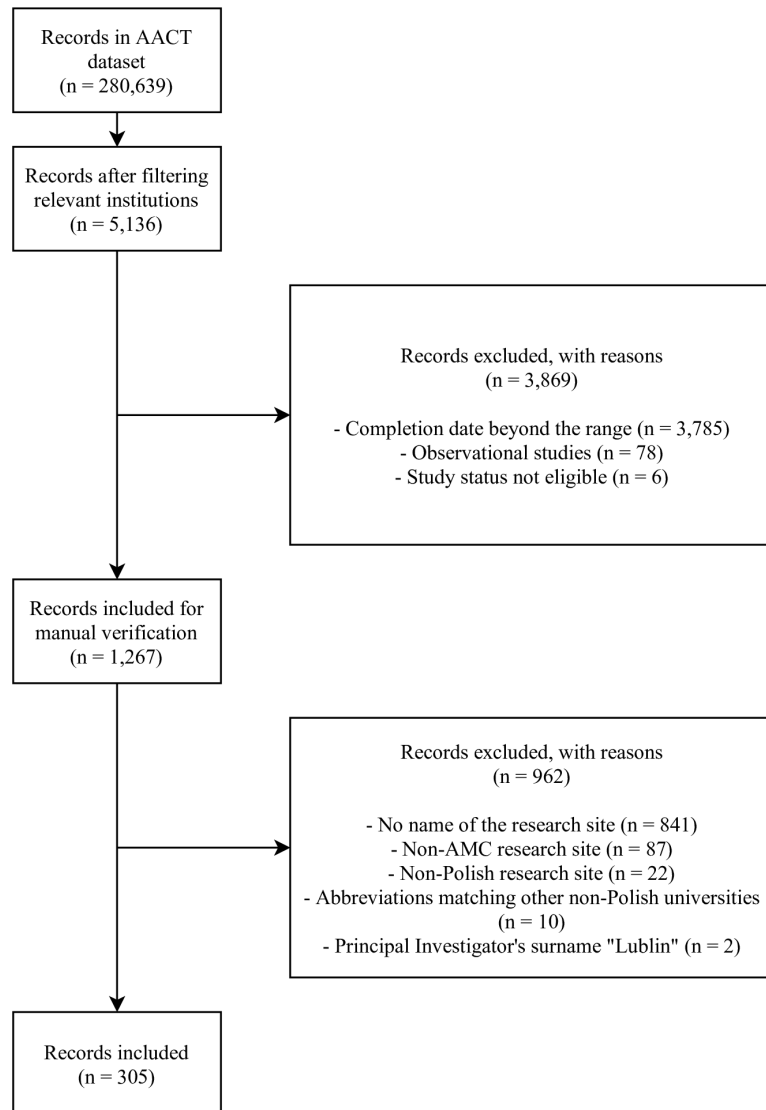 Records in AACT
dataset
(n = 280,639)
Records after filtering
relevant institutions
(n = 5,136)
Records excluded, with reasons
(n = 3,869)
- Completion date beyond the range (n = 3,785)
- Observational studies (n = 78)
- Study status not eligible (n = 6)
Records included for
manual verification
(n = 1,267)
Records excluded, with reasons
(n = 962)
- No name of the research site (n = 841)
- Non-AMC research site (n = 87)
- Non-Polish research site (n = 22)
- Abbreviations matching other non-Polish universities
(n = 10)
- Principal Investigator's surname "Lublin" (n = 2)
Records included
(n = 305)